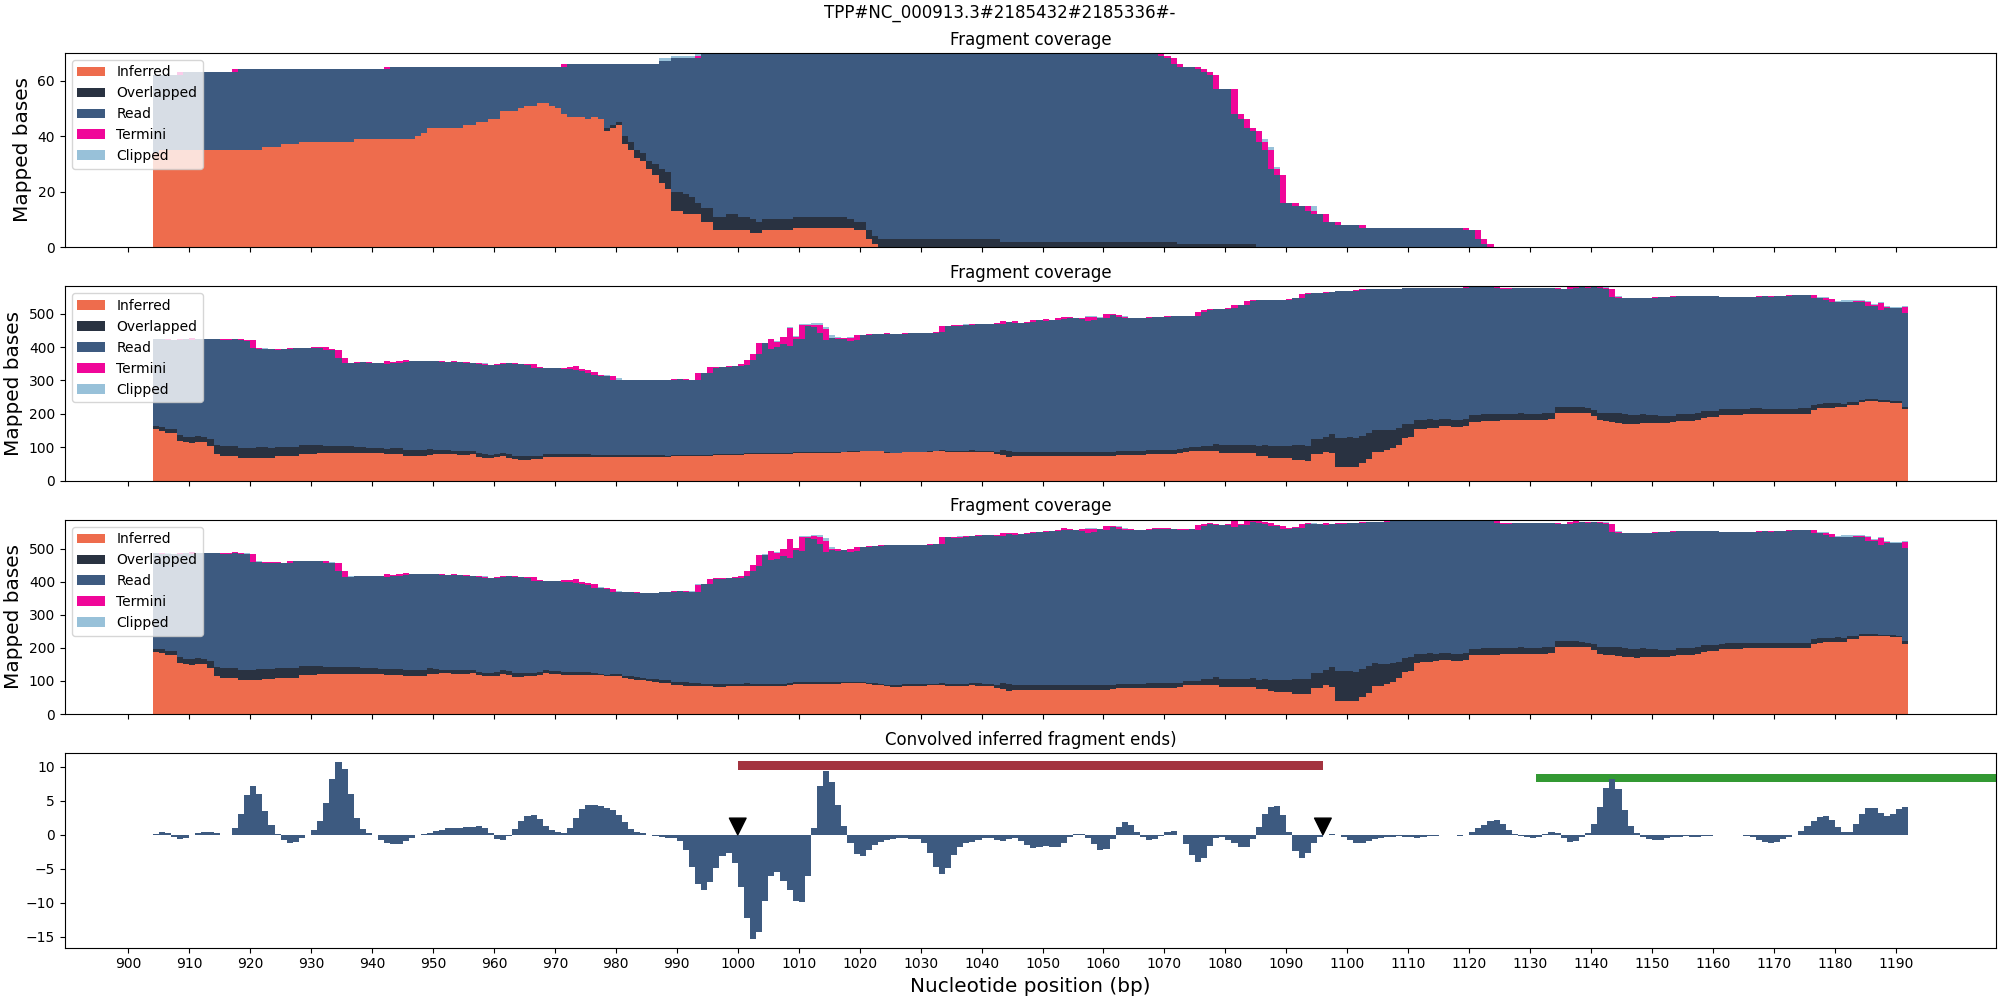 TPP#NC_000913.3#2185432#2185336#-
Fragment coverage
Mapped bases
60
40
20
0
Inferred
Overlapped
Read
Termini
Clipped
Fragment coverage
Mapped bases
500
400
300
200
100
0
Inferred
Overlapped
Read
Termini
Clipped
Fragment coverage
Mapped bases
500
400
300
200
100
0
Inferred
Overlapped
Read
Termini
Clipped
Convolved inferred fragment ends)
10
5
0
−5
−10
−15
900 910 920 930 940 950 960 970 980 990 1000 1010 1020 1030 1040 1050 1060 1070 1080 1090 1100 1110 1120 1130 1140 1150 1160 1170 1180 1190
Nucleotide position (bp)